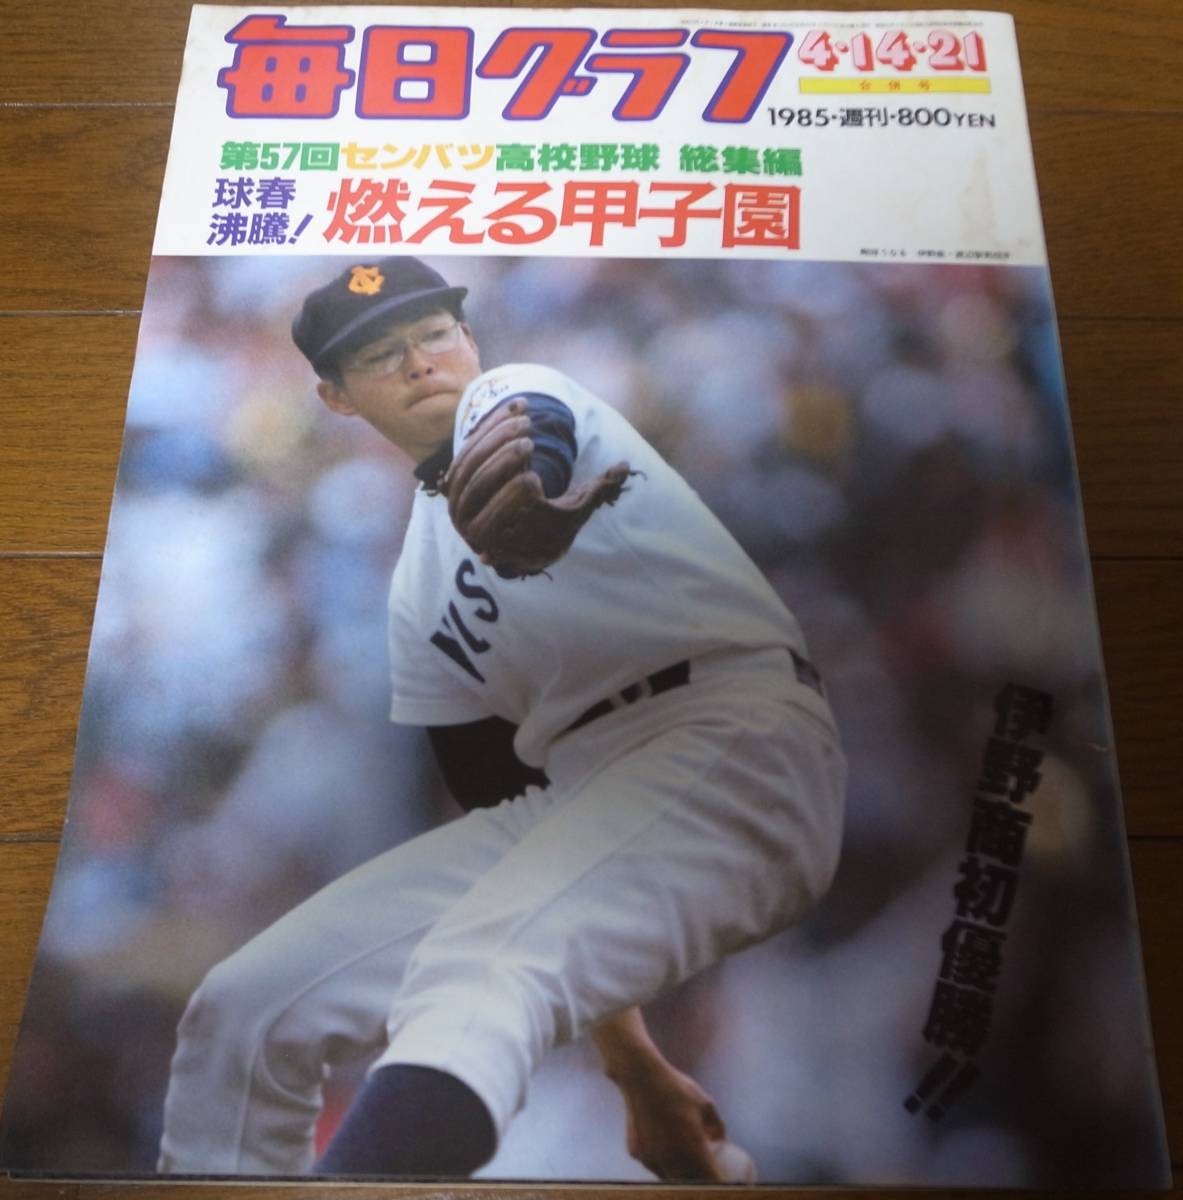 毎日グラフ
4・14・21
合併号
1985・週刊・800YEN
第57回センバツ高校野球 総集編
球春
沸騰! 燃える甲子園
伊野商初優勝!!